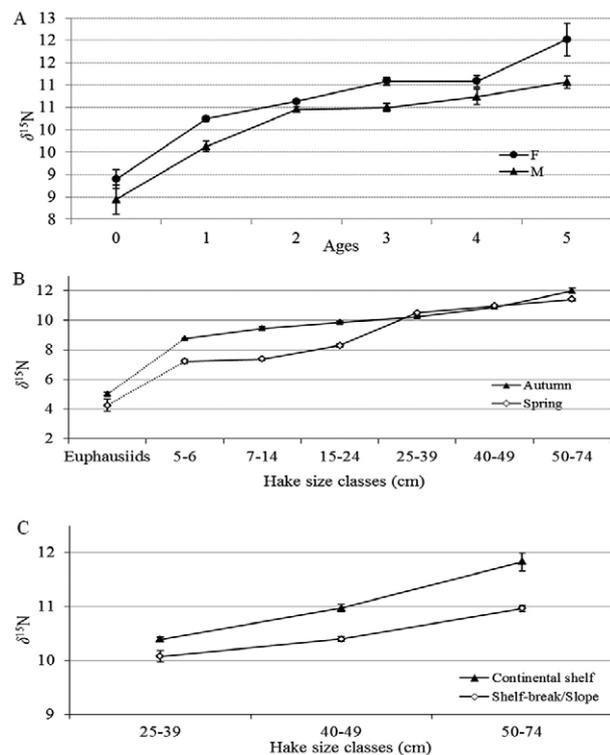 A
13
12
11
11
10
10
9
9
8
δ15N
F
M
0 1 2 3 4 5
Ages
B
12
10
8
6
4
2
δ15N
Autumn
Spring
Euphausiids 5-6 7-14 15-24 25-39 40-49 50-74
Hake size classes (cm)
C
12
11
10
9
δ15N
Continental shelf
Shelf-break/Slope
25-39 40-49 50-74
Hake size classes (cm)